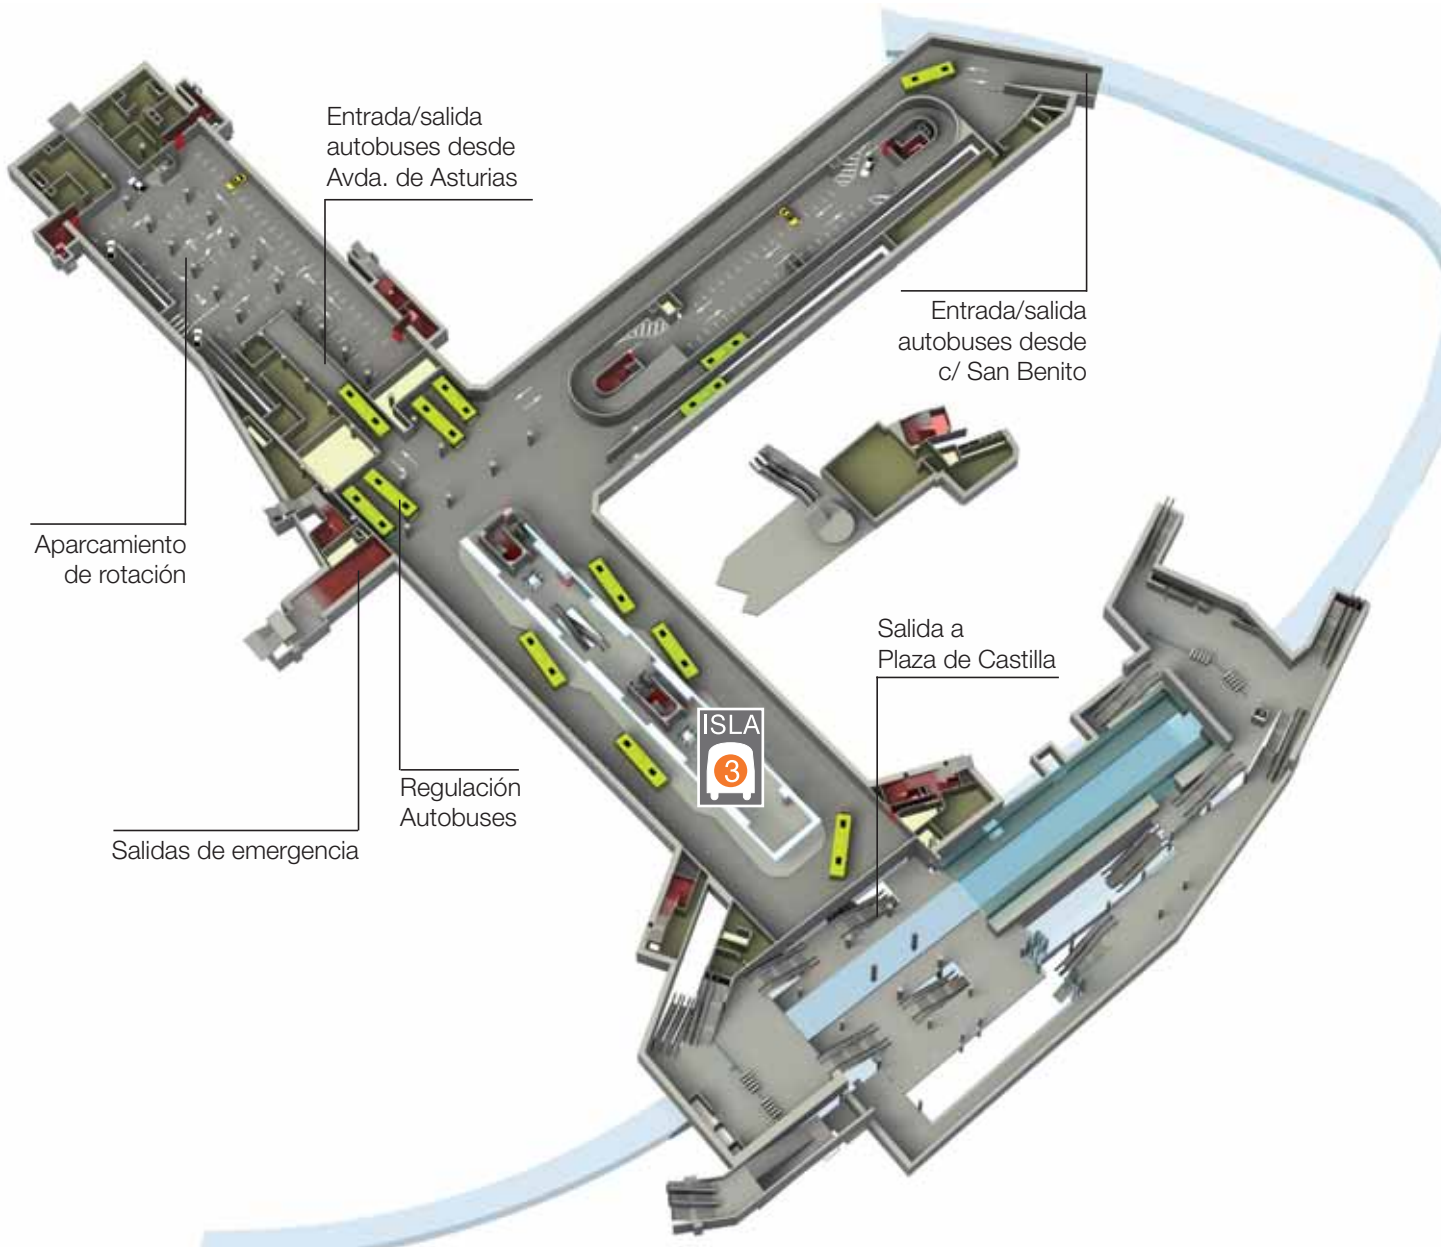 Entrada/salida
autobuses desde
Avda. de Asturias
Entrada/salida
autobuses desde
c/ San Benito
Aparcamiento
de rotación
Salida a
Plaza de Castilla
ISLA
3
Regulación
Autobuses
Salidas de emergencia